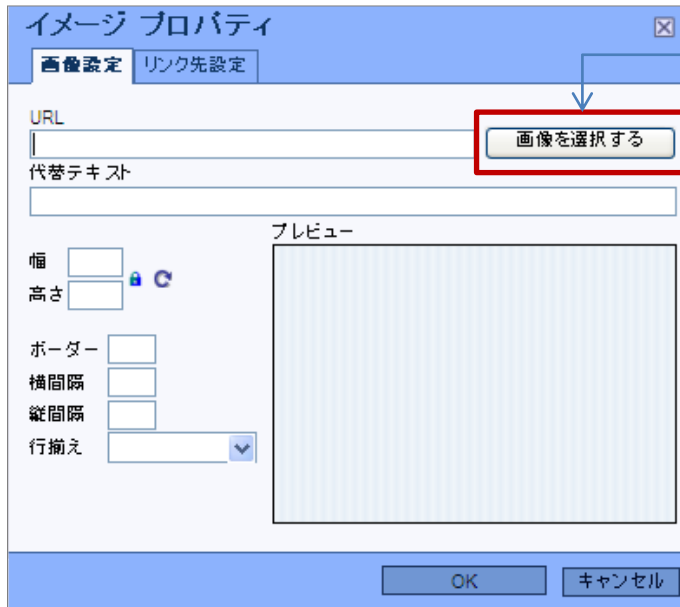 イメージ プロパティ
画像設定 リンク先設定
URL
画像を選択する
代替テキスト
プレビュー
幅
高さ
ボーダー
横間隔
縦間隔
行揃え
OK キャンセル